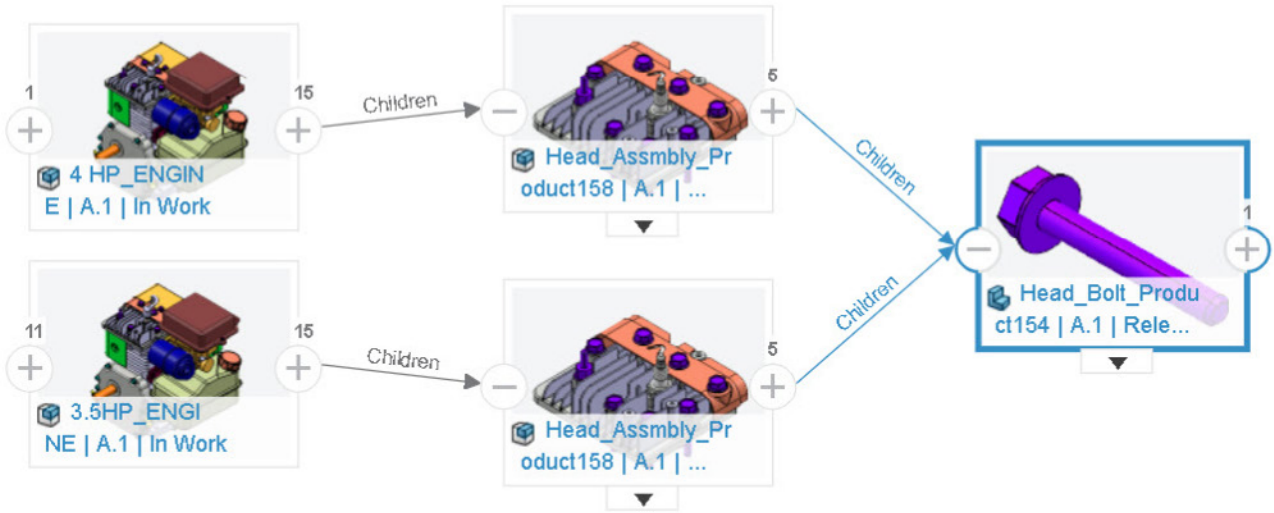 1
15
4 HP_ENGIN
E | A.1 | In Work
Children
5
Head_Assmbly_Pr
oduct158 | A.1 | ...
Children
1
Head_Bolt_Produ
ct154 | A.1 | Rele...
11
15
3.5HP_ENGI
NE | A.1 | In Work
Children
5
Head_Assmbly_Pr
oduct158 | A.1 | ...
Children